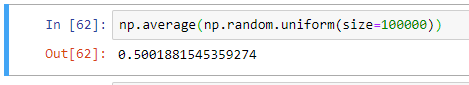 In [62]: np.average(np.random.uniform(size=100000))
Out[62]: 0.5001881545359274